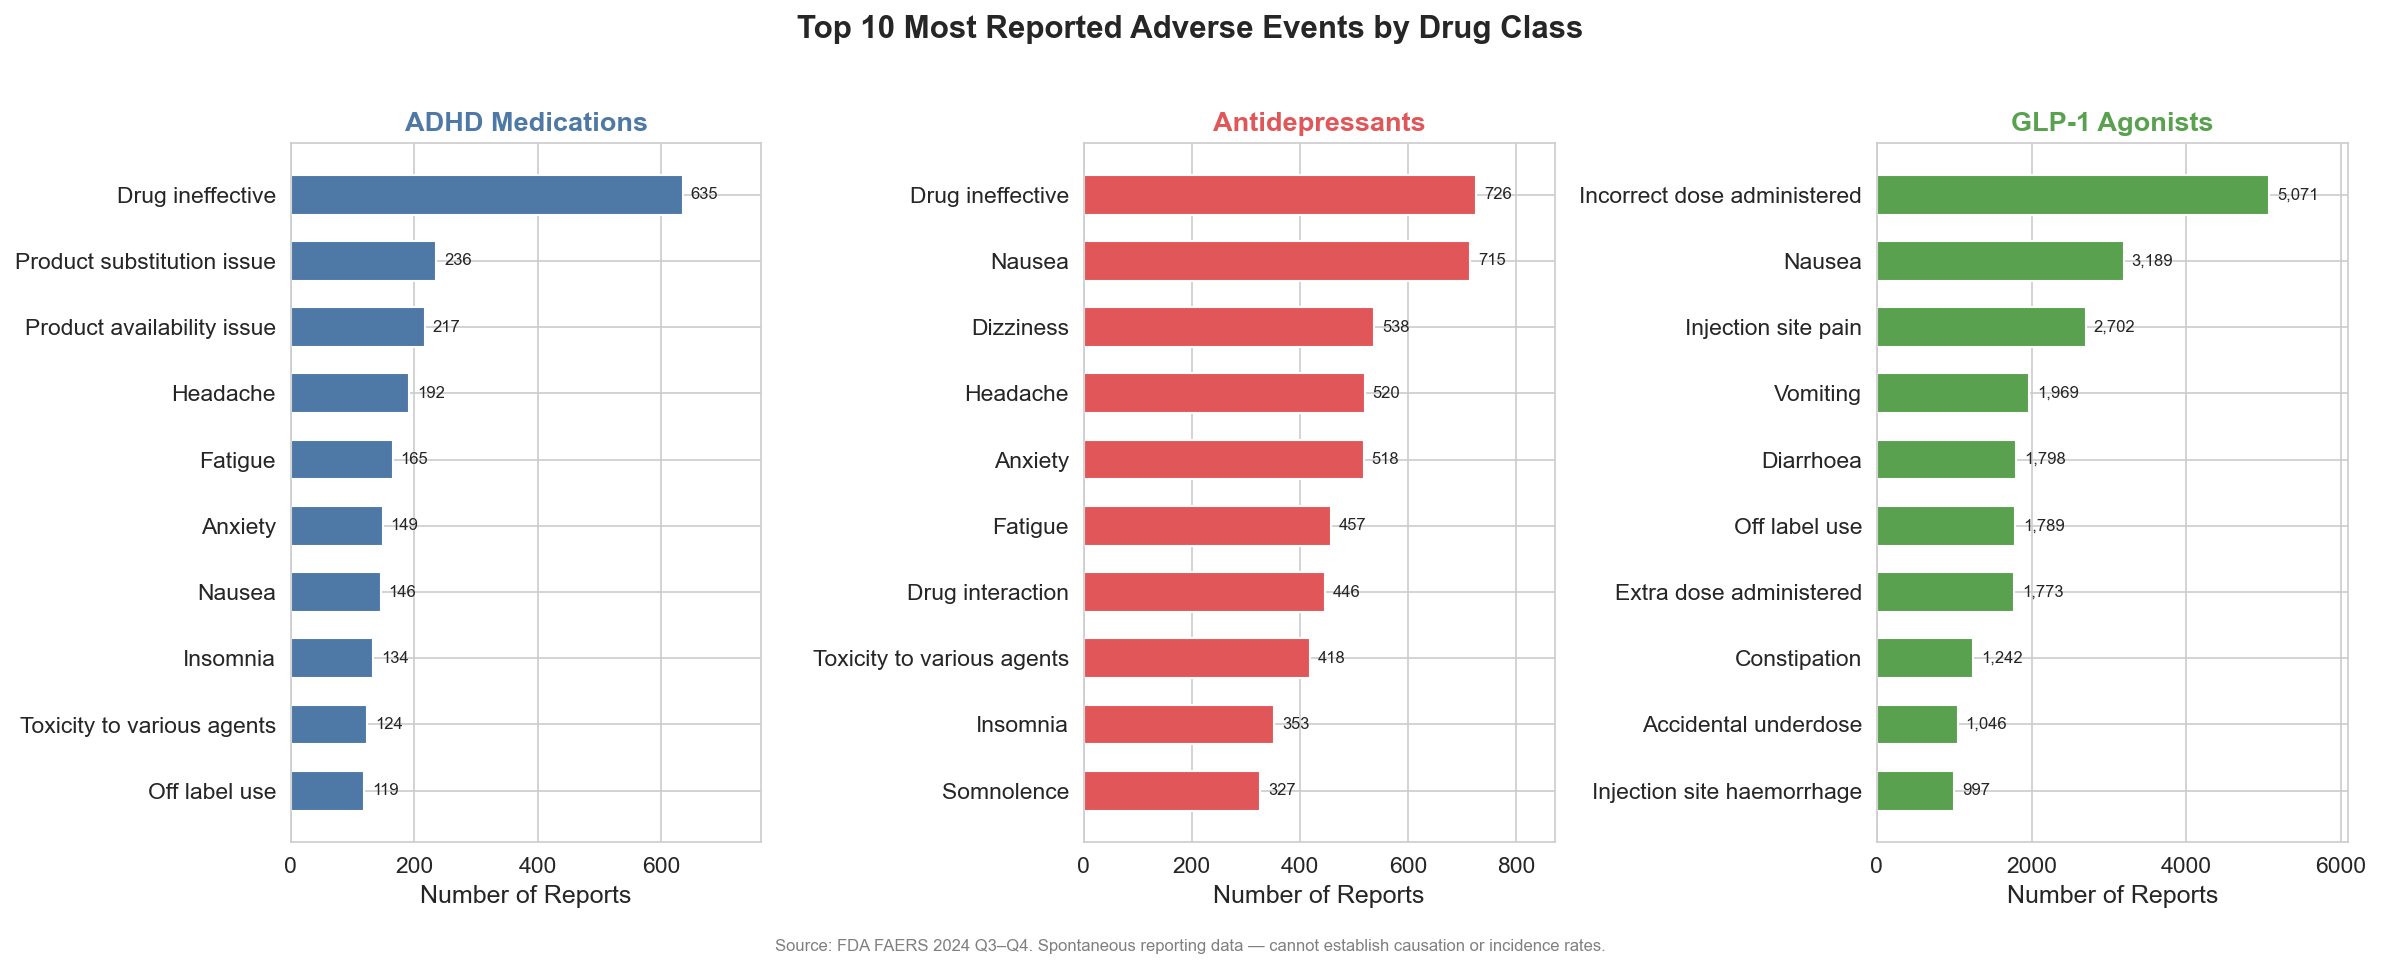 Top 10 Most Reported Adverse Events by Drug Class
ADHD Medications
Drug ineffective 635
Product substitution issue 236
Product availability issue 217
Headache 192
Fatigue 165
Anxiety 149
Nausea 146
Insomnia 134
Toxicity to various agents 124
Off label use 119
0 200 400 600
Number of Reports
Antidepressants
Drug ineffective 726
Nausea 715
Dizziness 538
Headache 520
Anxiety 518
Fatigue 457
Drug interaction 446
Toxicity to various agents 418
Insomnia 353
Somnolence 327
0 200 400 600 800
Number of Reports
GLP-1 Agonists
Incorrect dose administered 5,071
Nausea 3,189
Injection site pain 2,702
Vomiting 1,969
Diarrhoea 1,798
Off label use 1,789
Extra dose administered 1,773
Constipation 1,242
Accidental underdose 1,046
Injection site haemorrhage 997
0 2000 4000 6000
Number of Reports
Source: FDA FAERS 2024 Q3–Q4. Spontaneous reporting data — cannot establish causation or incidence rates.